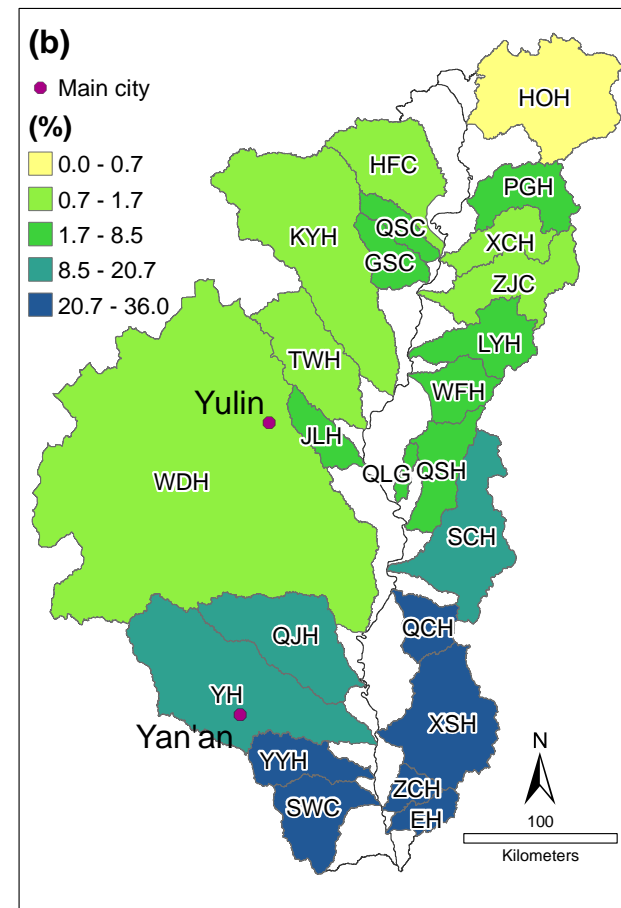 (b)
Main city
(%)
0.0 - 0.7
0.7 - 1.7
1.7 - 8.5
8.5 - 20.7
20.7 - 36.0
HOH
HFC
PGH
QSC
KYH
XCH
GSC
ZJC
LYH
TWH
WFH
Yulin
JLH
QLG
QSH
WDH
SCH
QCH
QJH
YH
XSH
Yan'an
YYH
ZCH
SWC
EH
N
100
Kilometers